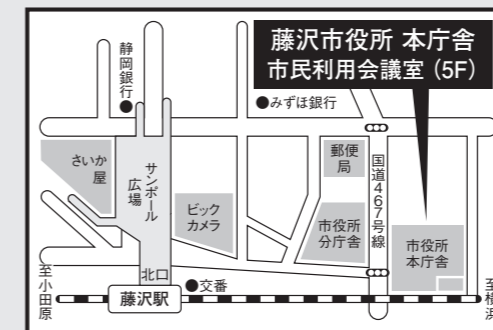 藤沢市役所 本庁舎
市民利用会議室（5F）
静岡銀行
●みずほ銀行
さいか屋
サンポール広場
ビックカメラ
郵便局
国道467号線
市役所分庁舎
市役所本庁舎
北口
●交番
至小田原
藤沢駅
至横浜